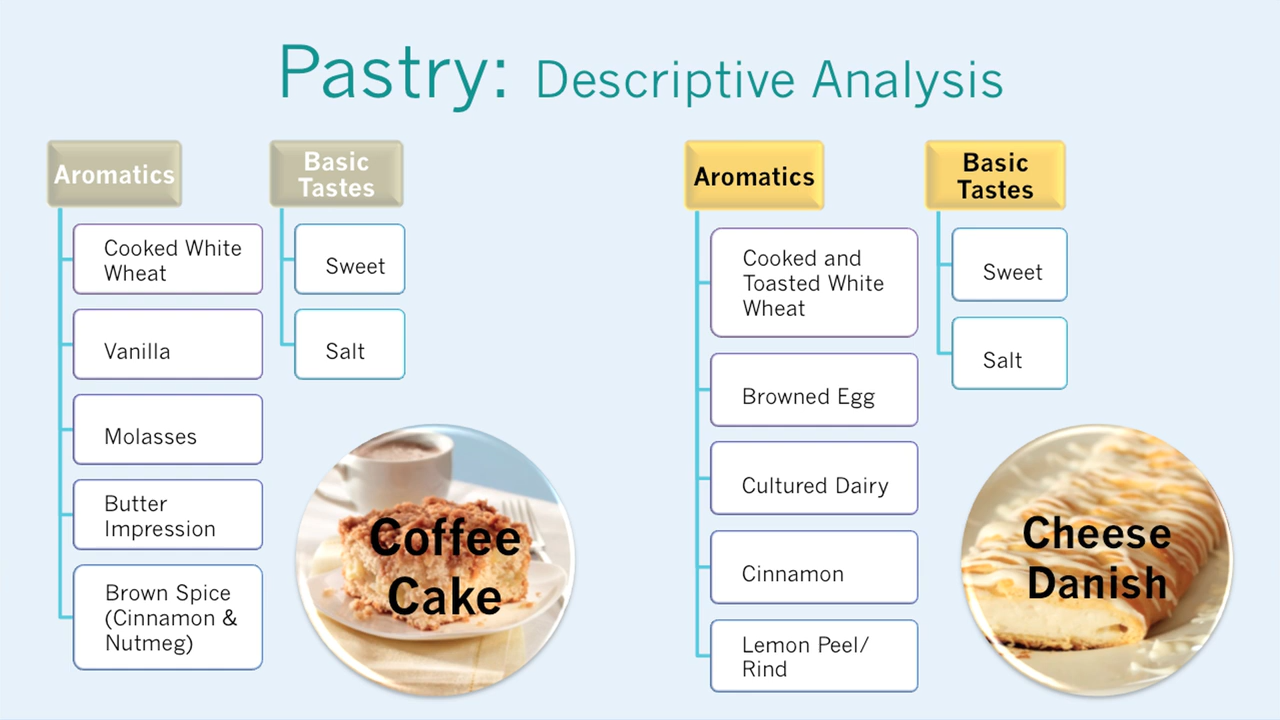 Pastry: Descriptive Analysis
Aromatics
Cooked White
Wheat
Vanilla
Molasses
Butter
Impression
Brown Spice
(Cinnamon &
Nutmeg)
Basic
Tastes
Sweet
Salt
Coffee
Cake
Aromatics
Cooked and
Toasted White
Wheat
Browned Egg
Cultured Dairy
Cinnamon
Lemon Peel/
Rind
Basic
Tastes
Sweet
Salt
Cheese
Danish